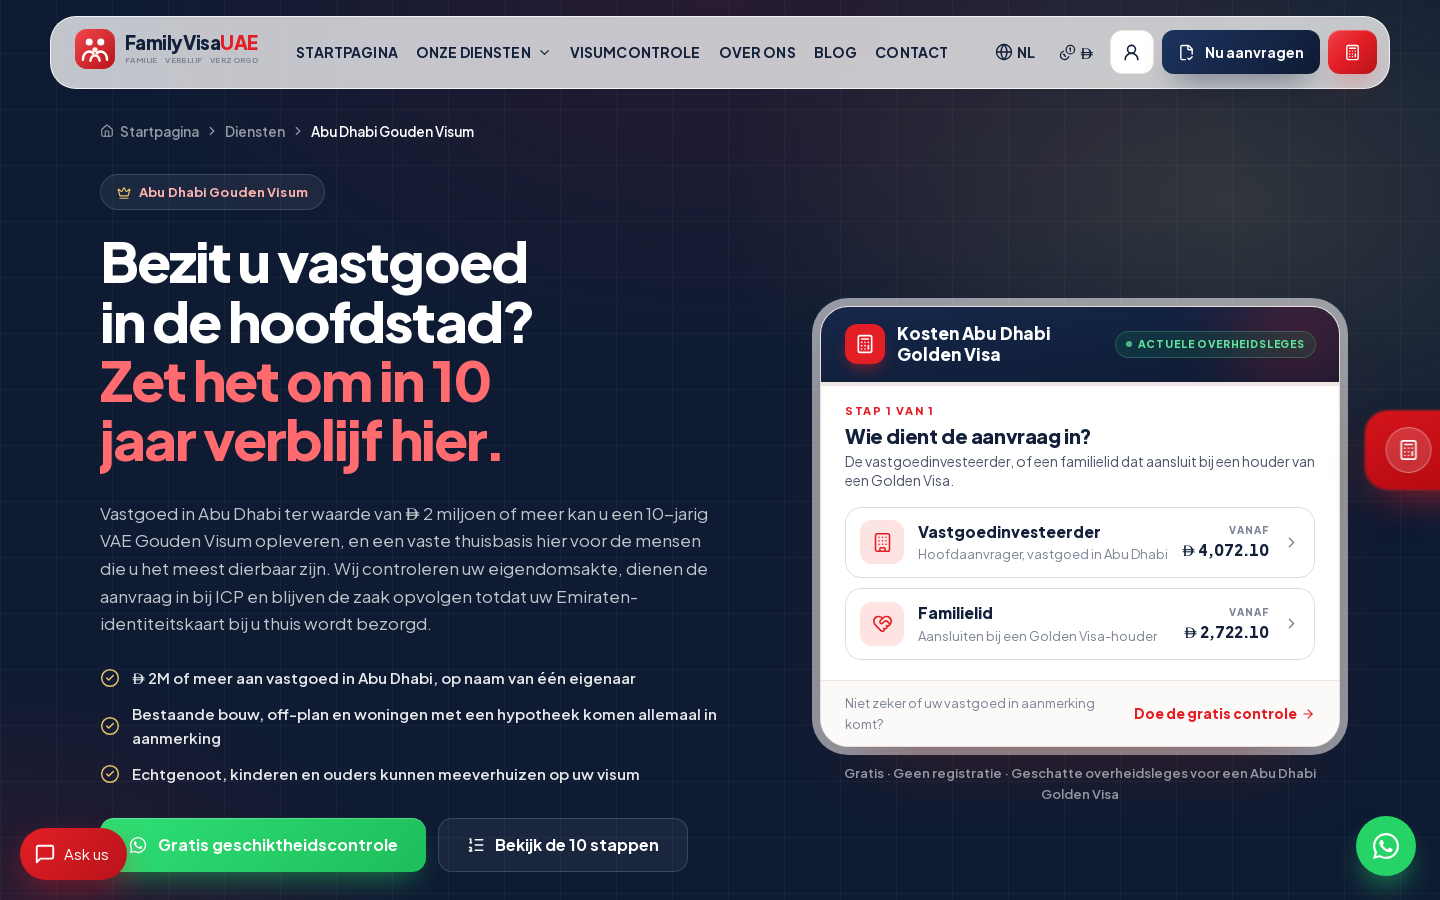 FamilyVisaUAE
FAMILIE VERBLIJF VERZORGD
STARTPAGINA
ONZE DIENSTEN
VISUMCONTROLE
OVER ONS
BLOG
CONTACT
NL
Nu aanvragen
Startpagina
Diensten
Abu Dhabi Gouden Visum
Abu Dhabi Gouden Visum
Bezit u vastgoed
in de hoofdstad?
Zet het om in 10
jaar verblijf hier.
Vastgoed in Abu Dhabi ter waarde van 2 miljoen of meer kan u een 10-jarig
VAE Gouden Visum opleveren, en een vaste thuisbasis hier voor de mensen
die u het meest dierbaar zijn. Wij controleren uw eigendomsakte, dienen de
aanvraag in bij ICP en blijven de zaak opvolgen totdat uw Emiraten-
identiteitskaart bij u thuis wordt bezorgd.
2M of meer aan vastgoed in Abu Dhabi, op naam van één eigenaar
Bestaande bouw, off-plan en woningen met een hypotheek komen allemaal in
aanmerking
Echtgenoot, kinderen en ouders kunnen meeverhuizen op uw visum
Gratis geschiktheidscontrole
Bekijk de 10 stappen
Ask us
Kosten Abu Dhabi
Golden Visa
ACTUELE OVERHEIDSLEGES
STAP 1 VAN 1
Wie dient de aanvraag in?
De vastgoedinvesteerder, of een familielid dat aansluit bij een houder van
een Golden Visa.
Vastgoedinvesteerder
Hoofdaanvrager, vastgoed in Abu Dhabi
VANAF
4,072.10
Familielid
Aansluiten bij een Golden Visa-houder
VANAF
2,722.10
Niet zeker of uw vastgoed in aanmerking
komt?
Doe de gratis controle
Gratis · Geen registratie · Geschatte overheidsleges voor een Abu Dhabi
Golden Visa